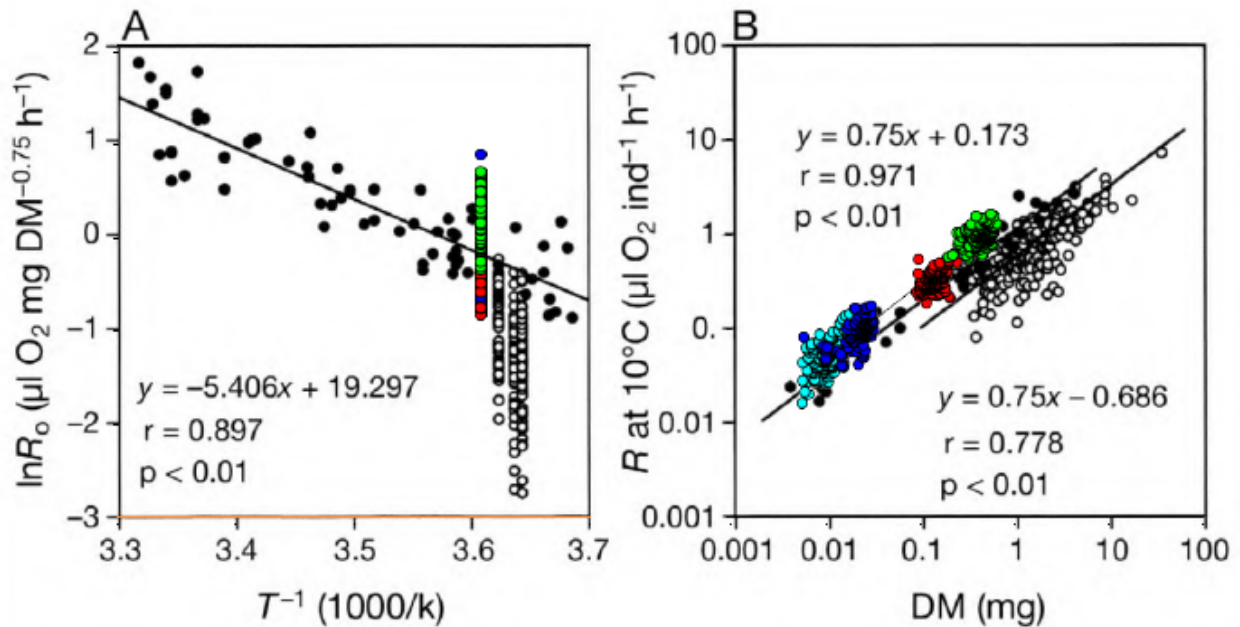 A
2
1
0
−1
−2
−3
lnRₒ (µl O₂ mg DM⁻⁰·⁷⁵ h⁻¹)
y = −5.406x + 19.297
r = 0.897
p < 0.01
3.3 3.4 3.5 3.6 3.7
T⁻¹ (1000/k)
B
100
10
1
0.
0.01
0.001
R at 10°C (µl O₂ ind⁻¹ h⁻¹)
y = 0.75x + 0.173
r = 0.971
p < 0.01
y = 0.75x − 0.686
r = 0.778
p < 0.01
0.001 0.01 0.1 1 10 100
DM (mg)